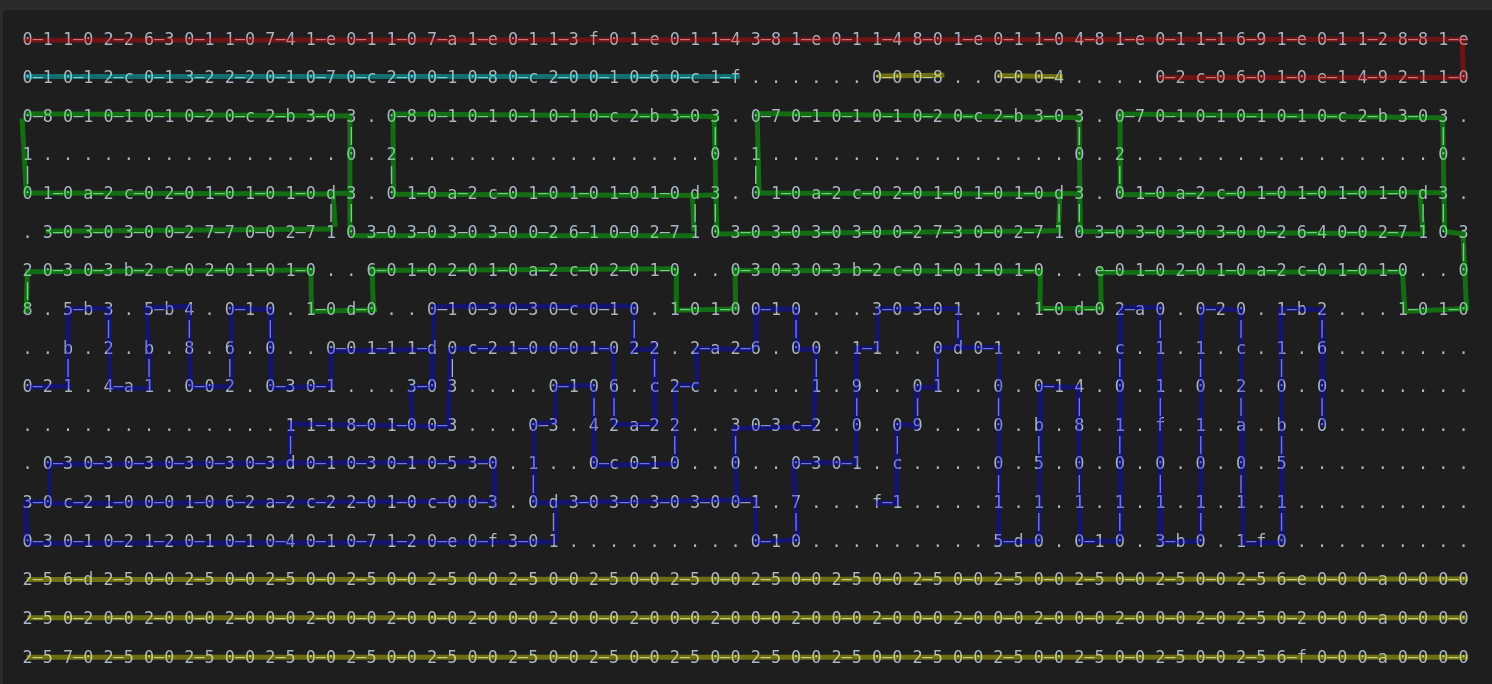 0—1 1—0 2—2 6—3 0—1 1—0 7—4 1—e 0—1 1—0 7—a 1—e 0—1 1—3 f—0 1—e 0—1 1—4 3—8 1—e 0—1 1—4 8—0 1—e 0—1 1—0 4—8 1—e 0—1 1—1 6—9 1—e 0—1 1—2 8—8 1—e
0—1 0—1 2—c 0—1 3—2 2—2 0—1 0—7 0—c 2—0 0—1 0—8 0—c 2—0 0—1 0—6 0—c 1—f . . . . . . 0—0 0—8 . . 0—0 0—4 . . . . 0—2 c—0 6—0 1—0 e—1 4—9 2—1 1—0
0—8 0—1 0—1 0—1 0—2 0—c 2—b 3—0 3 . 0—8 0—1 0—1 0—1 0—1 0—c 2—b 3—0 3 . 0—7 0—1 0—1 0—1 0—2 0—c 2—b 3—0 3 . 0—7 0—1 0—1 0—1 0—1 0—c 2—b 3—0 3 .
1 . . . . . . . . . . . . . . . 0 . 2 . . . . . . . . . . . . . . . 0 . 1 . . . . . . . . . . . . . . . 0 . 2 . . . . . . . . . . . . . . . 0 .
0 1—0 a—2 c—0 2—0 1—0 1—0 1—0 d 3 . 0 1—0 a—2 c—0 1—0 1—0 1—0 1—0 d 3 . 0 1—0 a—2 c—0 2—0 1—0 1—0 1—0 d 3 . 0 1—0 a—2 c—0 1—0 1—0 1—0 1—0 d 3 .
. 3—0 3—0 3—0 0—2 7—7 0—0 2—7 1 0 3—0 3—0 3—0 3—0 0—2 6—1 0—0 2—7 1 0 3—0 3—0 3—0 3—0 0—2 7—3 0—0 2—7 1 0 3—0 3—0 3—0 3—0 0—2 6—4 0—0 2—7 1 0 3
2 0—3 0—3 b—2 c—0 2—0 1—0 1—0 . . 6 0—1 0—2 0—1 0—a 2—c 0—2 0—1 0 . . 0—3 0—3 0—3 b—2 c—0 1—0 1—0 1—0 . . e 0—1 0—2 0—1 0—a 2—c 0—1 0—1 0 . . 0
8 . 5—b 3 . 5—b 4 . 0—1 0 . 1—0 d—0 . . 0—1 0—3 0—3 0—c 0—1 0 . 1—0 1—0 0—1 0 . . . 3—0 3—0 1 . . . 1—0 d—0 2—a 0 . 0—2 0 . 1—b 2 . . . 1—0 1—0
. . b . 2 . b . 8 . 6 . 0 . . 0—0 1—1 1—d 0 c—2 1—0 0—0 1—0 2 2 . 2—a 2—6 . 0 0 . 1—1 . . 0 d 0—1 . . . . . c . 1 . 1 . c . 1 . 6 . . . . . . .
0—2 1 . 4—a 1 . 0—0 2 . 0—3 0—1 . . . 3—0 3 . . . . 0—1 0 6 . c 2—c . . . . . 1 . 9 . . 0 1 . . 0 . 0—1 4 . 0 . 1 . 0 . 2 . 0 . 0 . . . . . . .
. . . . . . . . . . . . . 1 1—1 8—0 1—0 0—3 . . . 0—3 . 4 2—a 2 2 . . 3 0—3 c—2 . 0 . 0 9 . . . 0 . b . 8 . 1 . f . 1 . a . b . 0 . . . . . . .
. 0—3 0—3 0—3 0—3 0—3 0—3 d 0—1 0—3 0—1 0—5 3—0 . 1 . . 0—c 0—1 0 . . 0 . . 0—3 0—1 . c . . . . 0 . 5 . 0 . 0 . 0 . 0 . 0 . 5 . . . . . . . . .
3—0 c—2 1—0 0—0 1—0 6—2 a—2 c—2 2—0 1—0 c—0 0—3 . 0 d 3—0 3—0 3—0 3—0 0—1 . 7 . . . f—1 . . . . 1 . 1 . 1 . 1 . 1 . 1 . 1 . 1 . . . . . . . . .
0—3 0—1 0—2 1—2 0—1 0—1 0—4 0—1 0—7 1—2 0—e 0—f 3—0 1 . . . . . . . . . 0—1 0 . . . . . . . . . 5—d 0 . 0—1 0 . 3—b 0 . 1—f 0 . . . . . . . . .
2—5 6—d 2—5 0—0 2—5 0—0 2—5 0—0 2—5 0—0 2—5 0—0 2—5 0—0 2—5 0—0 2—5 0—0 2—5 0—0 2—5 0—0 2—5 0—0 2—5 0—0 2—5 0—0 2—5 0—0 2—5 6—e 0—0 0—a 0—0 0—0
2—5 0—2 0—0 2—0 0—0 2—0 0—0 2—0 0—0 2—0 0—0 2—0 0—0 2—0 0—0 2—0 0—0 2—0 0—0 2—0 0—0 2—0 0—0 2—0 0—0 2—0 0—0 2—0 0—0 2—5 0—2 0—0 0—a 0—0 0—0
2—5 7—0 2—5 0—0 2—5 0—0 2—5 0—0 2—5 0—0 2—5 0—0 2—5 0—0 2—5 0—0 2—5 0—0 2—5 0—0 2—5 0—0 2—5 0—0 2—5 0—0 2—5 0—0 2—5 0—0 2—5 6—f 0—0 0—a 0—0 0—0